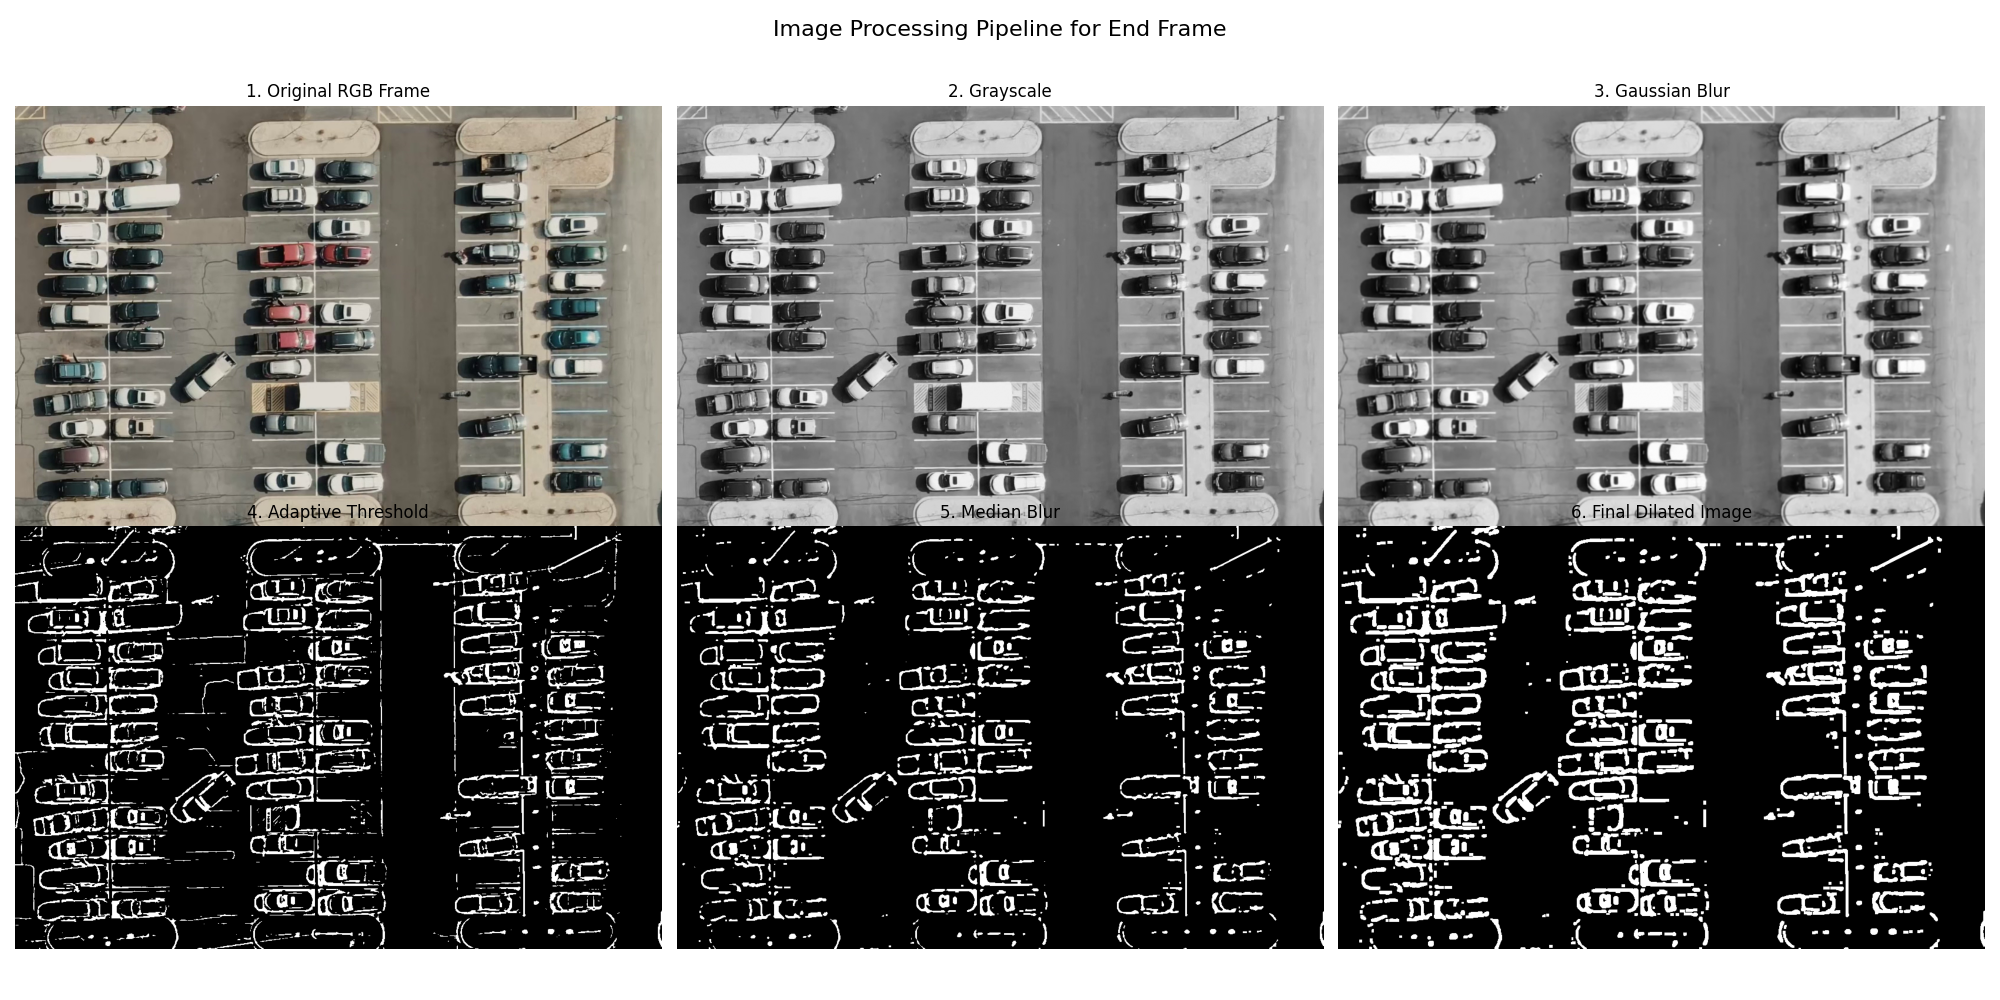 Image Processing Pipeline for End Frame
1. Original RGB Frame
2. Grayscale
3. Gaussian Blur
4. Adaptive Threshold
5. Median Blur
6. Final Dilated Image